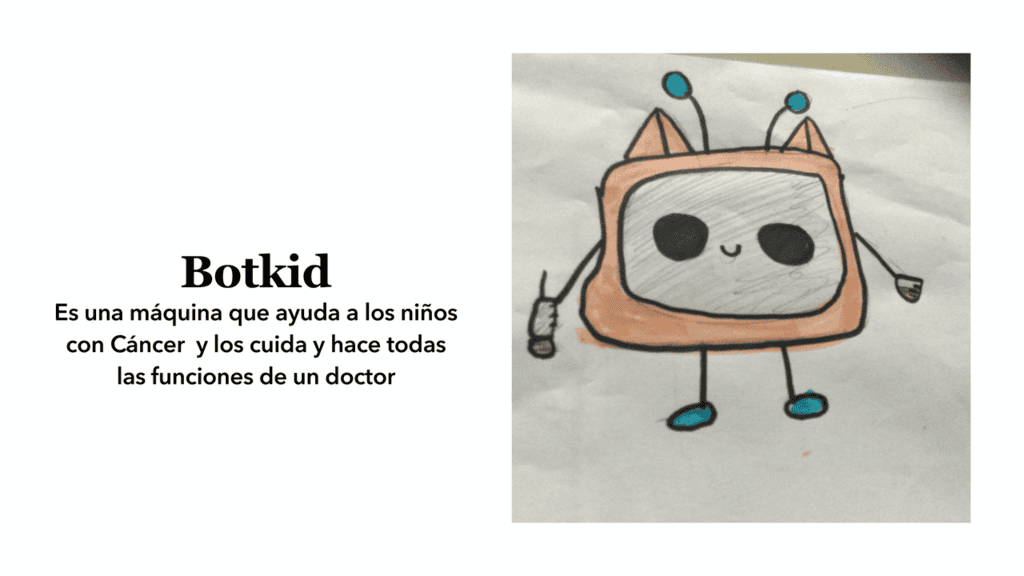 Botkid
Es una máquina que ayuda a los niños
con Cáncer y los cuida y hace todas
las funciones de un doctor